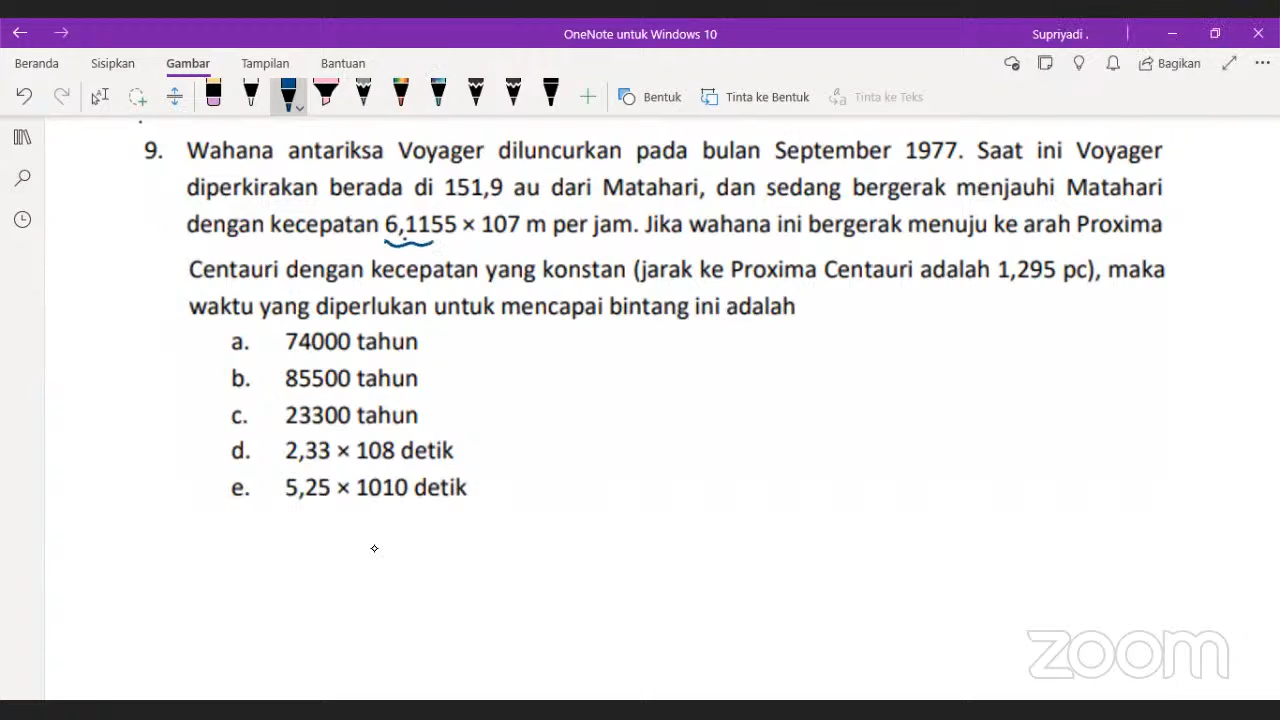 OneNote untuk Windows 10
Supriyadi .
Beranda Sisipkan Gambar Tampilan Bantuan
Bagikan
Bentuk Tinta ke Bentuk Tinta ke Teks
9. Wahana antariksa Voyager diluncurkan pada bulan September 1977. Saat ini Voyager
diperkirakan berada di 151,9 au dari Matahari, dan sedang bergerak menjauhi Matahari
dengan kecepatan 6,1155 × 107 m per jam. Jika wahana ini bergerak menuju ke arah Proxima
Centauri dengan kecepatan yang konstan (jarak ke Proxima Centauri adalah 1,295 pc), maka
waktu yang diperlukan untuk mencapai bintang ini adalah
a. 74000 tahun
b. 85500 tahun
c. 23300 tahun
d. 2,33 × 108 detik
e. 5,25 × 1010 detik
zoom